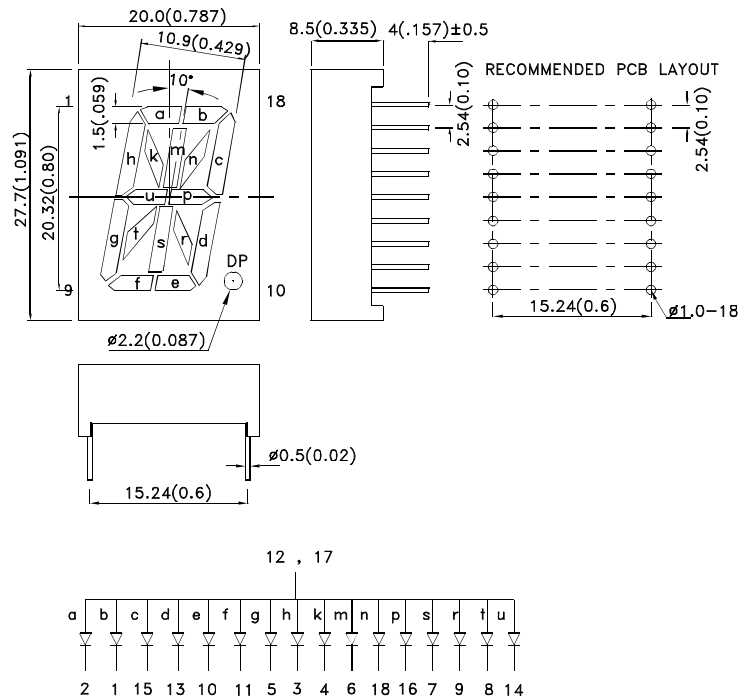 20.0(0.787)
10.9(0.429)
8.5(0.335)
4(.157)±0.5
10°
RECOMMENDED PCB LAYOUT
1
18
1.5(.059)
2.54(0.10)
2.54(0.10)
a b
h k m n c
27.7(1.091)
20.32(0.80)
u p
g t s r d
DP
f e
9
10
15.24(0.6)
ø1.0-18
ø2.2(0.087)
ø0.5(0.02)
15.24(0.6)
12 , 17
a b c d e f g h k m n p s r t u
2 1 15 13 10 11 5 3 4 6 18 16 7 9 8 14